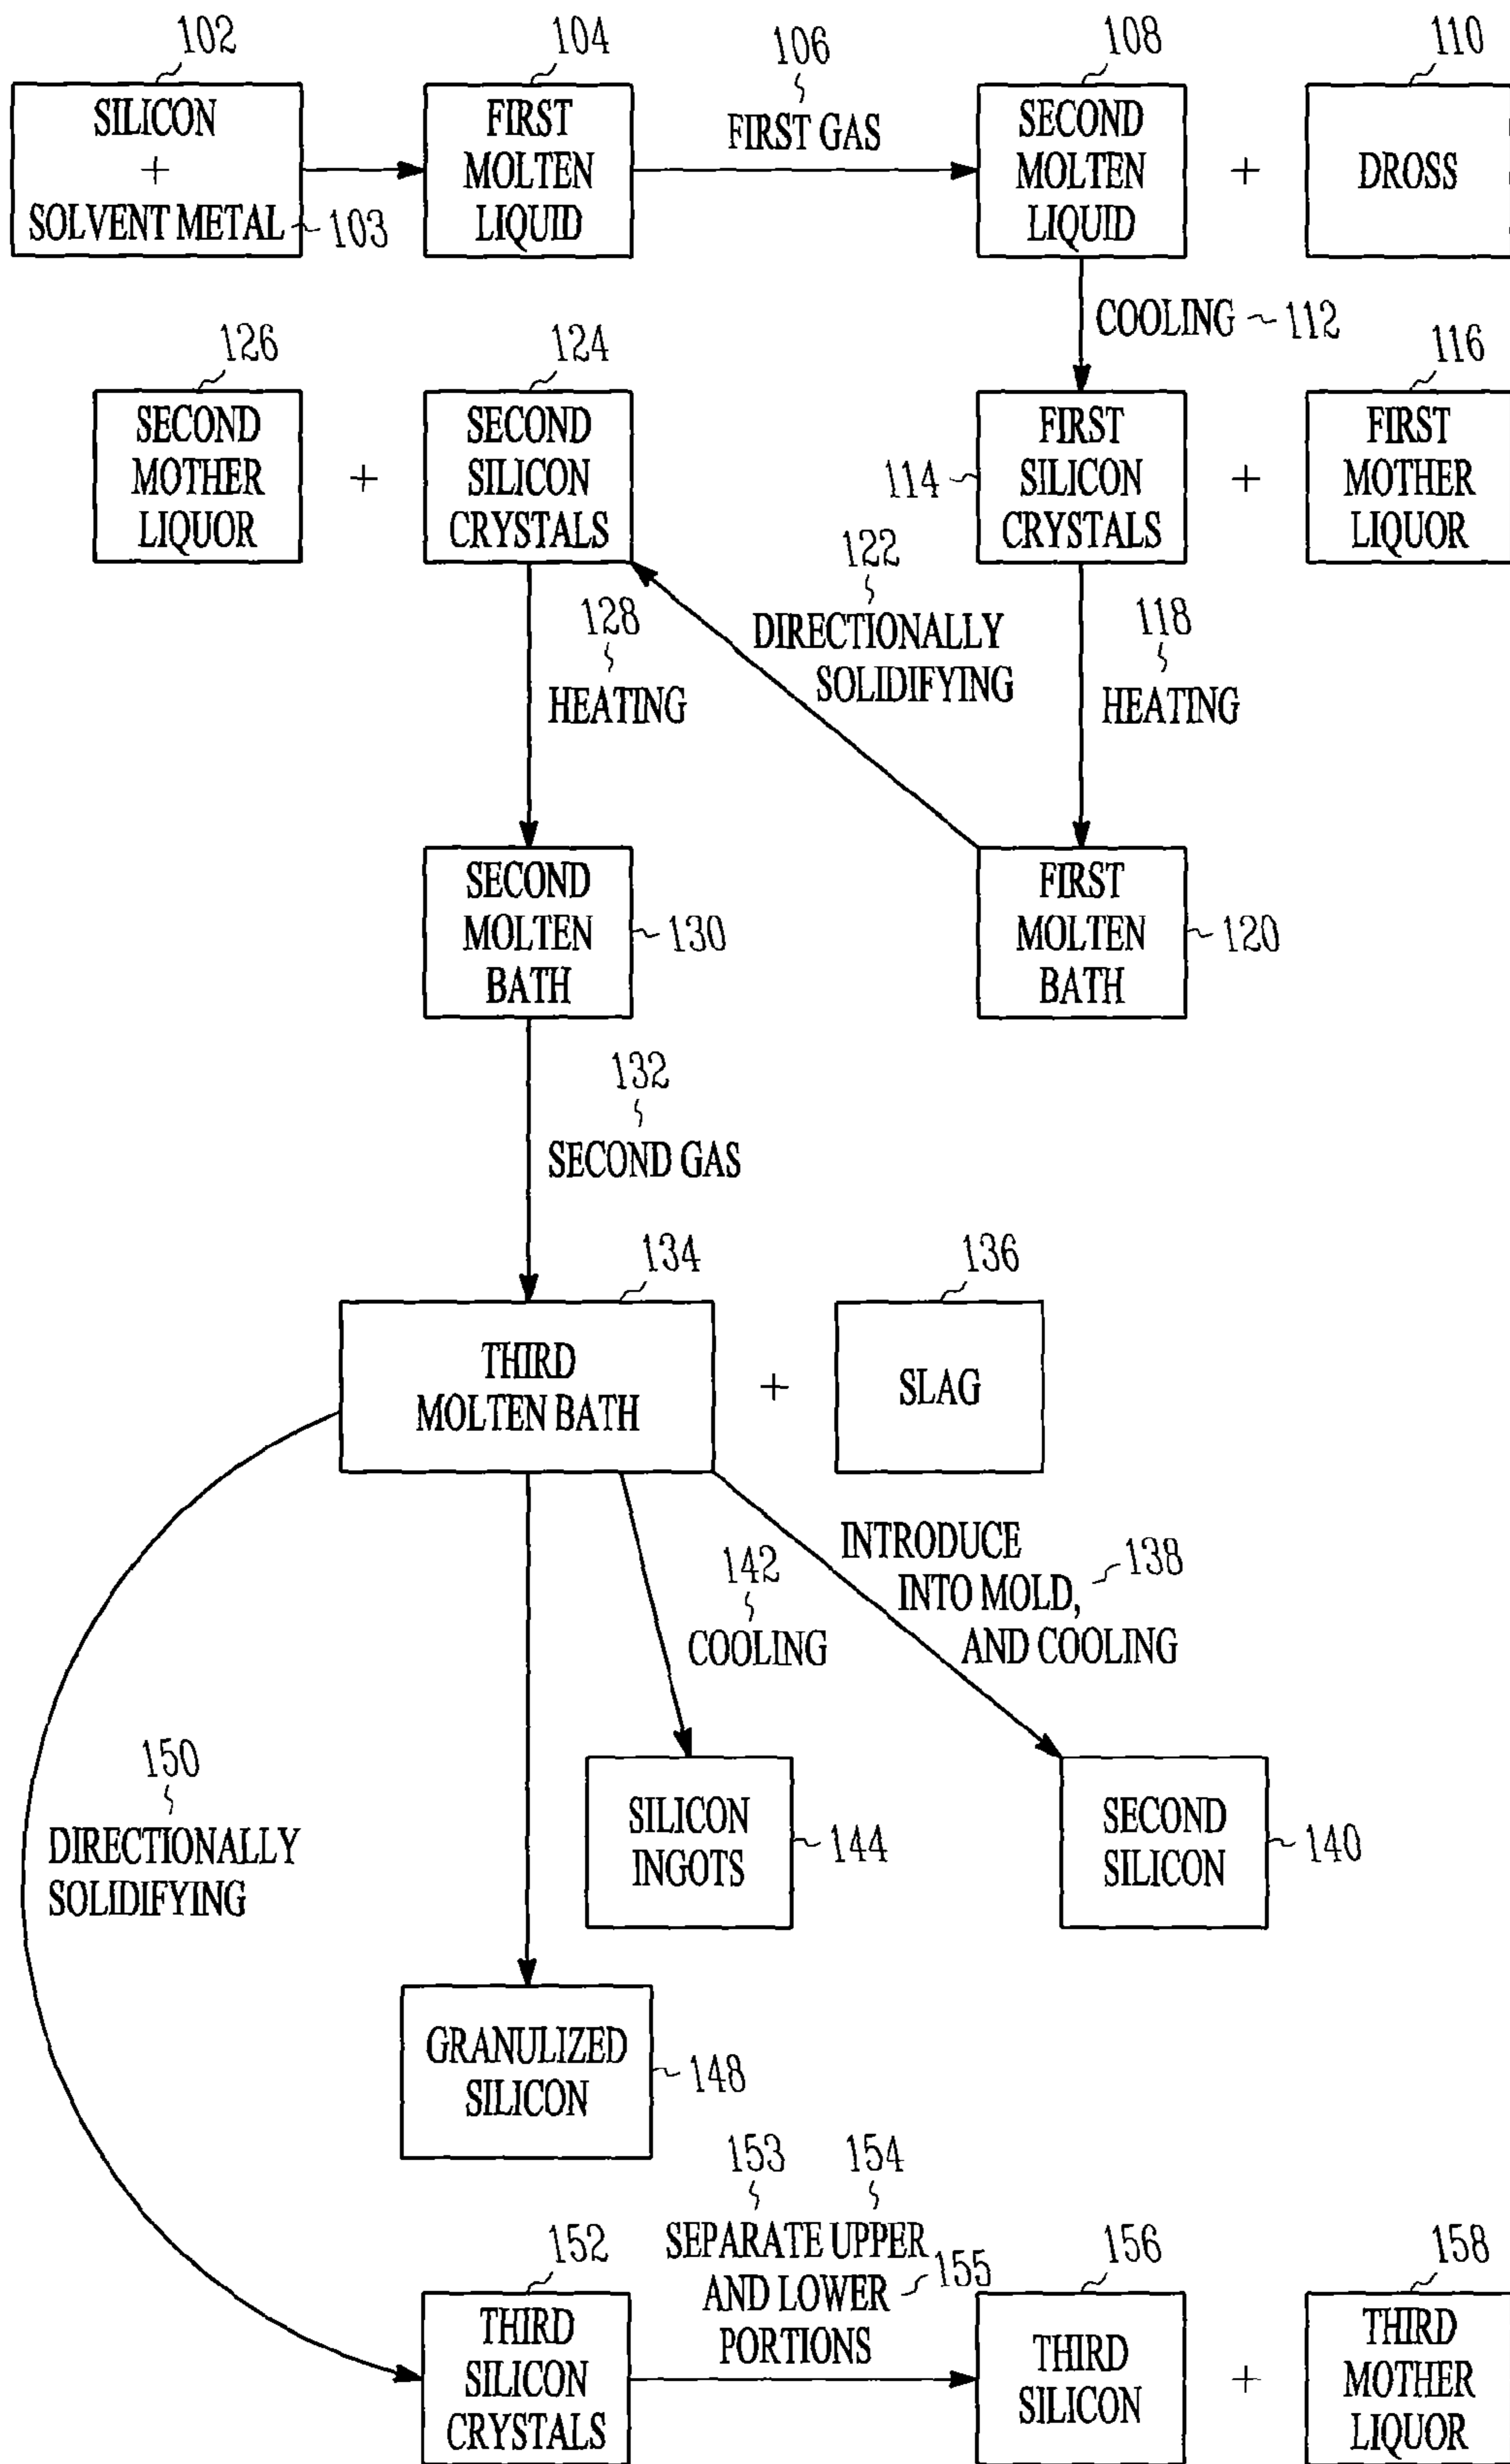 102
SILICON
+
SOLVENT METAL
103
104
FIRST
MOLTEN
LIQUID
106
FIRST GAS
108
SECOND
MOLTEN
LIQUID
+
110
DROSS
COOLING
112
126
SECOND
MOTHER
LIQUOR
+
124
SECOND
SILICON
CRYSTALS
114
FIRST
SILICON
CRYSTALS
+
116
FIRST
MOTHER
LIQUOR
122
DIRECTIONALLY
SOLIDIFYING
128
HEATING
118
HEATING
SECOND
MOLTEN
BATH
130
FIRST
MOLTEN
BATH
120
132
SECOND GAS
134
THIRD
MOLTEN BATH
+
136
SLAG
INTRODUCE
INTO MOLD,
AND COOLING
138
142
COOLING
150
DIRECTIONALLY
SOLIDIFYING
SILICON
INGOTS
144
SECOND
SILICON
140
GRANULIZED
SILICON
148
153
154
SEPARATE UPPER
AND LOWER
PORTIONS
155
152
THIRD
SILICON
CRYSTALS
156
THIRD
SILICON
+
158
THIRD
MOTHER
LIQUOR